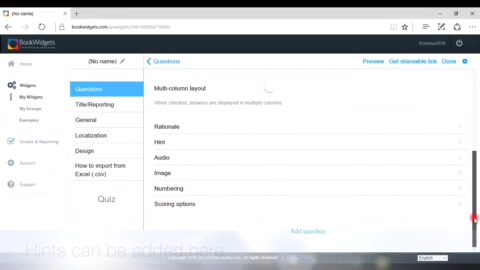 (No name)
bookwidgets.com
BookWidgets
Home
Widgets
My Widgets
My Groups
Examples
Grades & Reporting
Account
Support
(No name)
Questions
Title/Reporting
General
Localization
Design
How to import from
Excel (.csv)
Quiz
Questions
Preview Get shareable link Done
Multi-column layout
When checked, answers are displayed in multiple columns
Rationale
Hint
Audio
Image
Numbering
Scoring options
Add question
Hints can be added here
All rights reserved
English